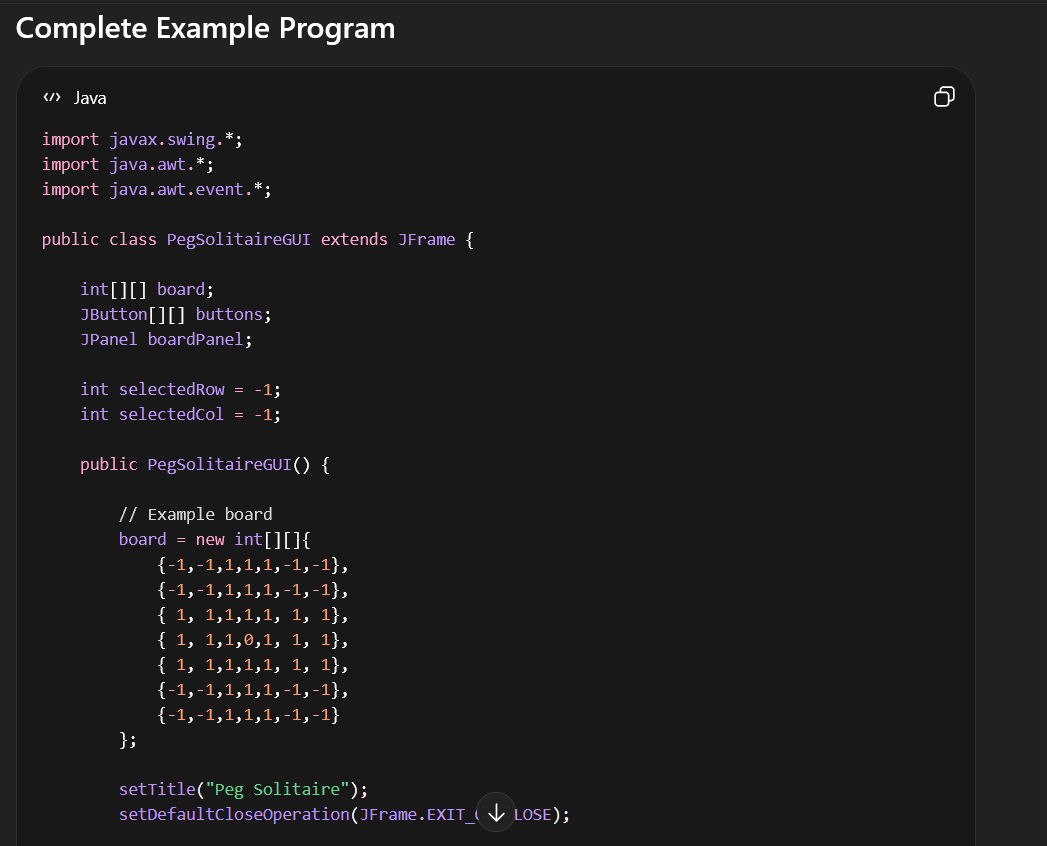 Complete Example Program
Java
import javax.swing.*;
import java.awt.*;
import java.awt.event.*;
public class PegSolitaireGUI extends JFrame {
int[][] board;
JButton[][] buttons;
JPanel boardPanel;
int selectedRow = -1;
int selectedCol = -1;
public PegSolitaireGUI() {
// Example board
board = new int[][]{
{-1,-1,1,1,1,-1,-1},
{-1,-1,1,1,1,-1,-1},
{ 1, 1,1,1,1, 1, 1},
{ 1, 1,1,0,1, 1, 1},
{ 1, 1,1,1,1, 1, 1},
{-1,-1,1,1,1,-1,-1},
{-1,-1,1,1,1,-1,-1}
};
setTitle("Peg Solitaire");
setDefaultCloseOperation(JFrame.EXIT_ LOSE);